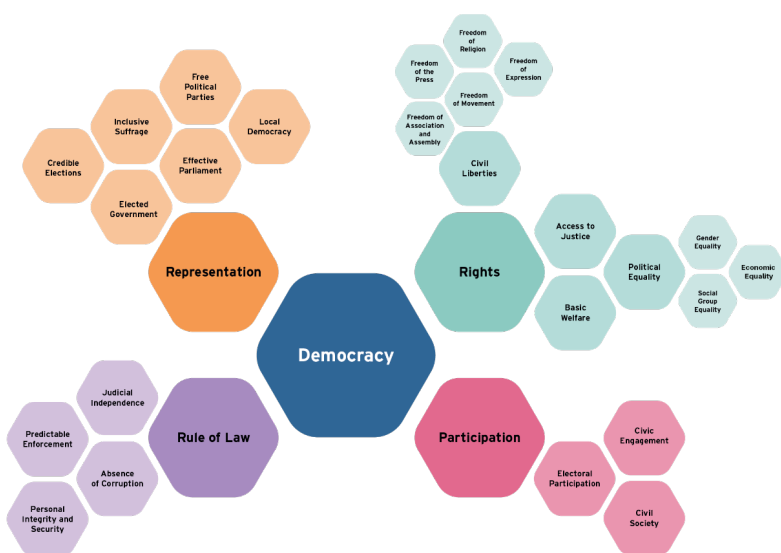 Democracy
Representation
Free
Political
Parties
Inclusive
Suffrage
Local
Democracy
Credible
Elections
Effective
Parliament
Elected
Government
Rights
Civil
Liberties
Freedom
of
Religion
Freedom
of the
Press
Freedom
of
Expression
Freedom
of Movement
Freedom of
Association
and
Assembly
Access to
Justice
Basic
Welfare
Political
Equality
Gender
Equality
Economic
Equality
Social
Group
Equality
Rule of Law
Judicial
Independence
Predictable
Enforcement
Absence
of Corruption
Personal
Integrity and
Security
Participation
Electoral
Participation
Civic
Engagement
Civil
Society